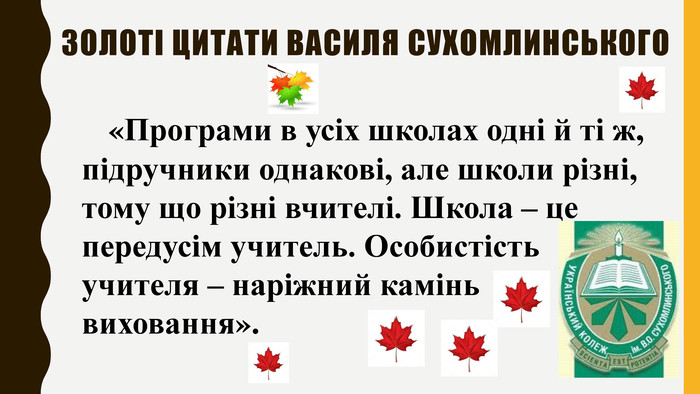 ЗОЛОТІ ЦИТАТИ ВАСИЛЯ СУХОМЛИНСЬКОГО
«Програми в усіх школах одні й ті ж,
підручники однакові, але школи різні,
тому що різні вчителі. Школа – це
передусім учитель. Особистість
учителя – наріжний камінь
виховання».
УКРАЇНСЬКИЙ КОЛЕЖ
ім. В.О. СУХОМЛИНСЬКОГО
SCIENTIA EST POTENTIA